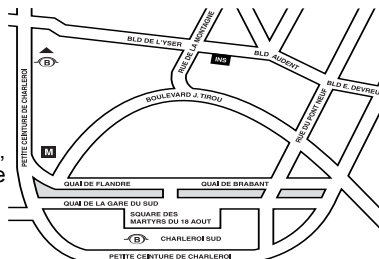 BLD DE L'YSER
RUE DE LA MONTAGNE
INS
BLD AUDENT
BLD E. DEVREU
B
PETITE CEINTURE DE CHARLEROI
BOULEVARD J. TIROU
RUE DU PONT NEUF
M
,
e
QUAI DE FLANDRE
QUAI DE BRABANT
QUAI DE LA GARE DU SUD
SQUARE DES
MARTYRS DU 18 AOUT
B CHARLEROI SUD
PETITE CEINTURE DE CHARLEROI